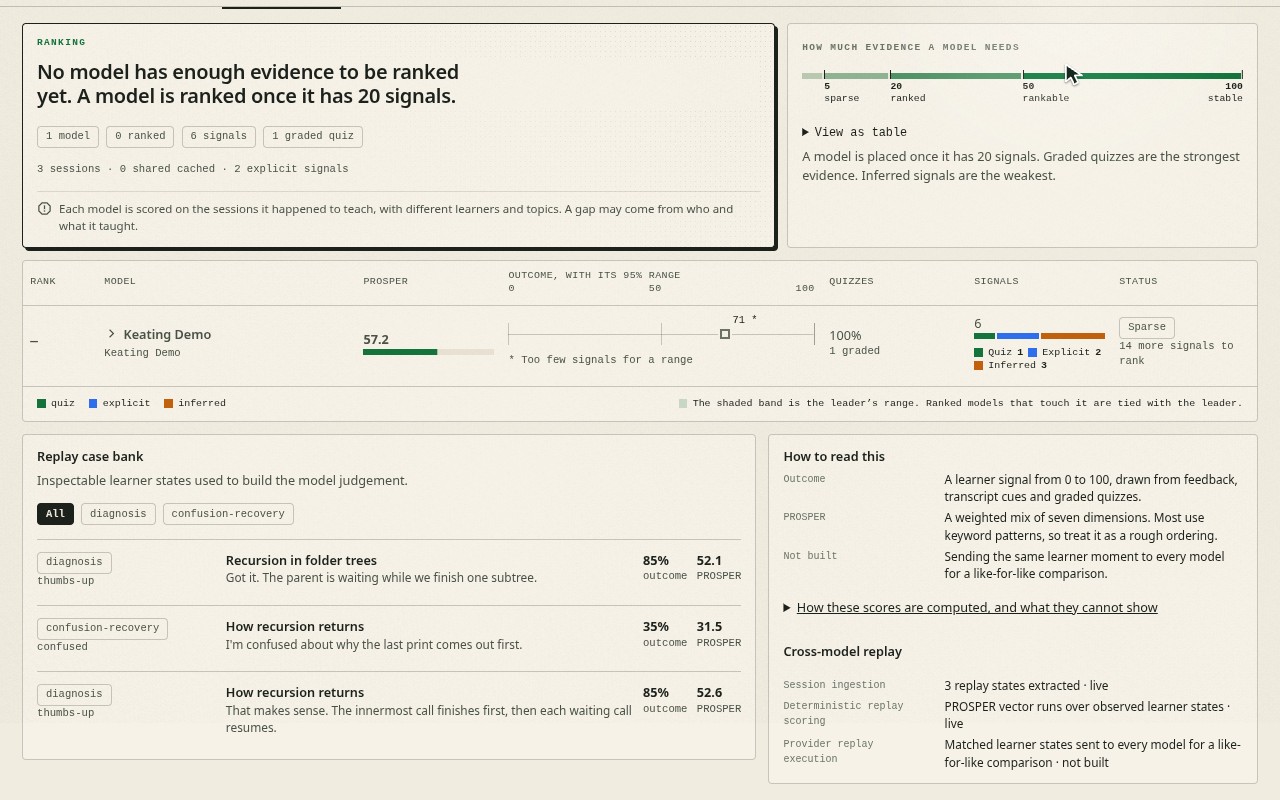 RANKING
No model has enough evidence to be ranked
yet. A model is ranked once it has 20 signals.
1 model
0 ranked
6 signals
1 graded quiz
3 sessions · 0 shared cached · 2 explicit signals
Each model is scored on the sessions it happened to teach, with different learners and topics. A gap may come from who and
what it taught.
HOW MUCH EVIDENCE A MODEL NEEDS
5 20 50 100
sparse ranked rankable stable
View as table
A model is placed once it has 20 signals. Graded quizzes are the strongest
evidence. Inferred signals are the weakest.
RANK MODEL PROSPER OUTCOME, WITH ITS 95% RANGE QUIZZES SIGNALS STATUS
0 50 100
– Keating Demo
Keating Demo
57.2
71 *
* Too few signals for a range
100%
1 graded
6
Quiz 1 Explicit 2
Inferred 3
Sparse
14 more signals to
rank
quiz explicit inferred
The shaded band is the leader’s range. Ranked models that touch it are tied with the leader.
Replay case bank
Inspectable learner states used to build the model judgement.
All diagnosis confusion-recovery
diagnosis
thumbs-up
Recursion in folder trees
Got it. The parent is waiting while we finish one subtree.
85% 52.1
outcome PROSPER
confusion-recovery
confused
How recursion returns
I'm confused about why the last print comes out first.
35% 31.5
outcome PROSPER
diagnosis
thumbs-up
How recursion returns
That makes sense. The innermost call finishes first, then each waiting call
resumes.
85% 52.6
outcome PROSPER
How to read this
Outcome
A learner signal from 0 to 100, drawn from feedback,
transcript cues and graded quizzes.
PROSPER
A weighted mix of seven dimensions. Most use
keyword patterns, so treat it as a rough ordering.
Not built
Sending the same learner moment to every model
for a like-for-like comparison.
How these scores are computed, and what they cannot show
Cross-model replay
Session ingestion
3 replay states extracted · live
Deterministic replay
scoring
PROSPER vector runs over observed learner states ·
live
Provider replay
execution
Matched learner states sent to every model for a like-
for-like comparison · not built